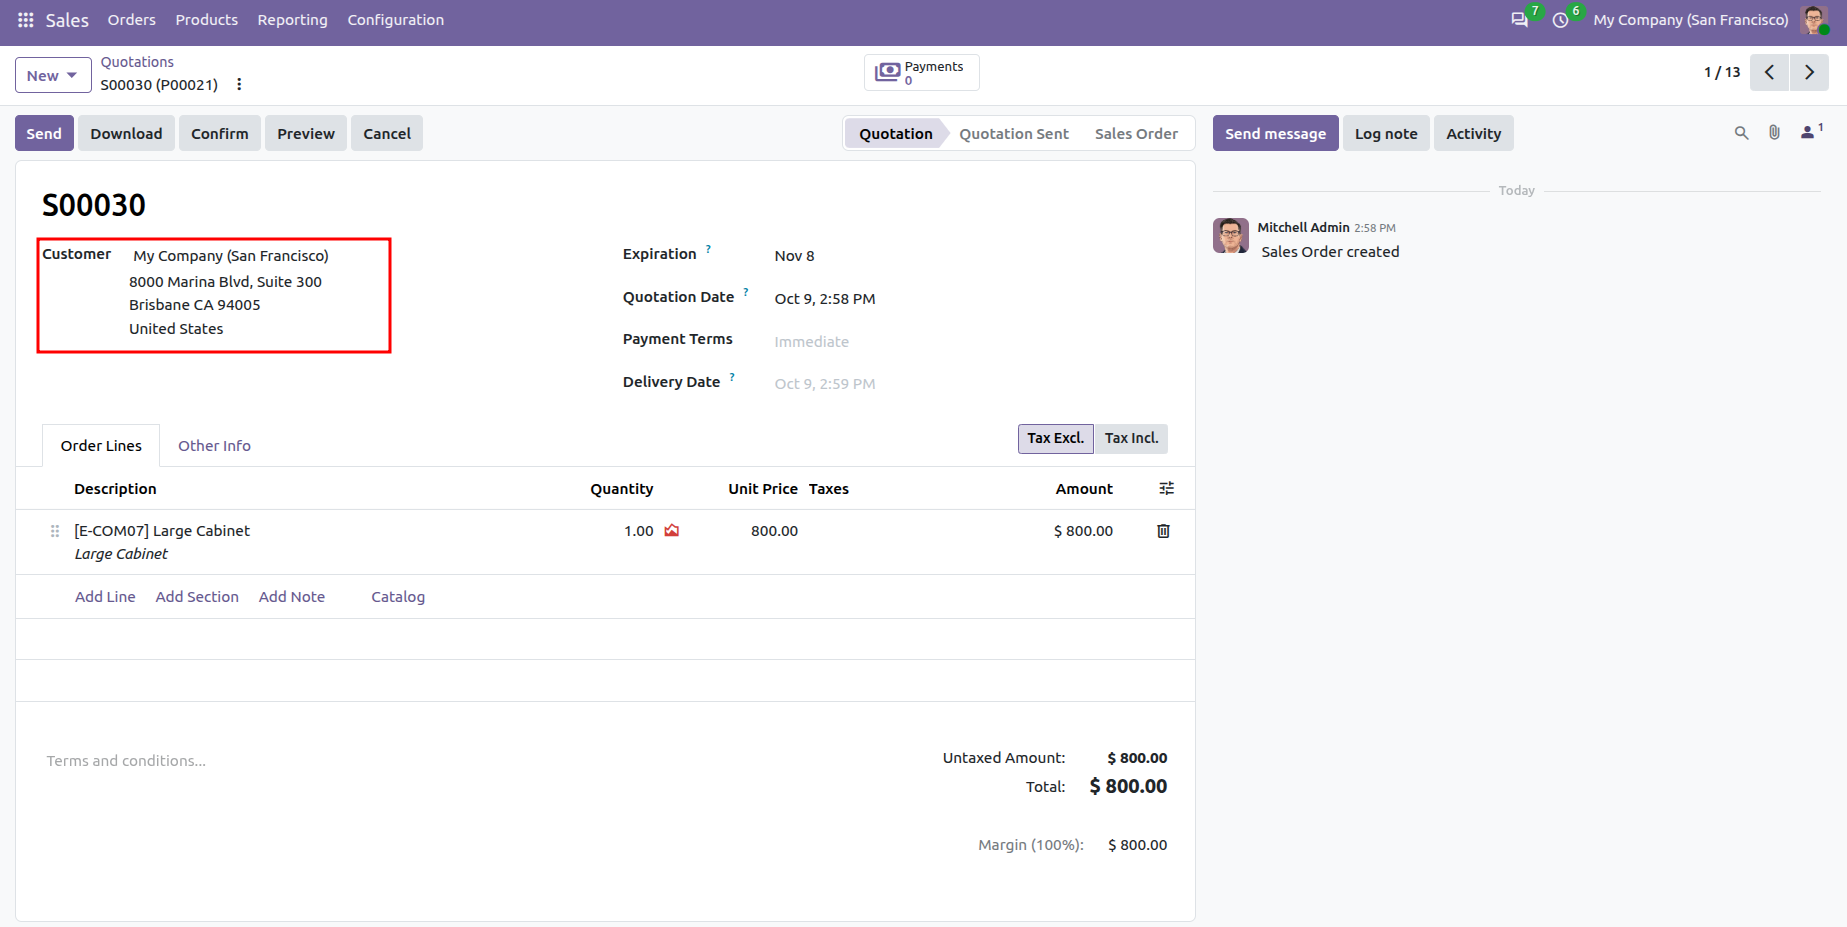 Sales Orders Products Reporting Configuration 7 6 My Company (San Francisco)
New Quotations
S00030 (P00021)
Payments
0
1 / 13
Send Download Confirm Preview Cancel Quotation Quotation Sent Sales Order Send message Log note Activity 1
Today
S00030
Mitchell Admin 2:58 PM
Sales Order created
Customer My Company (San Francisco)
8000 Marina Blvd, Suite 300
Brisbane CA 94005
United States
Expiration ? Nov 8
Quotation Date ? Oct 9, 2:58 PM
Payment Terms Immediate
Delivery Date ? Oct 9, 2:59 PM
Order Lines Other Info Tax Excl. Tax Incl.
Description Quantity Unit Price Taxes Amount
[E-COM07] Large Cabinet 1.00 800.00 $ 800.00
Large Cabinet
Add Line Add Section Add Note Catalog
Terms and conditions...
Untaxed Amount: $ 800.00
Total: $ 800.00
Margin (100%): $ 800.00